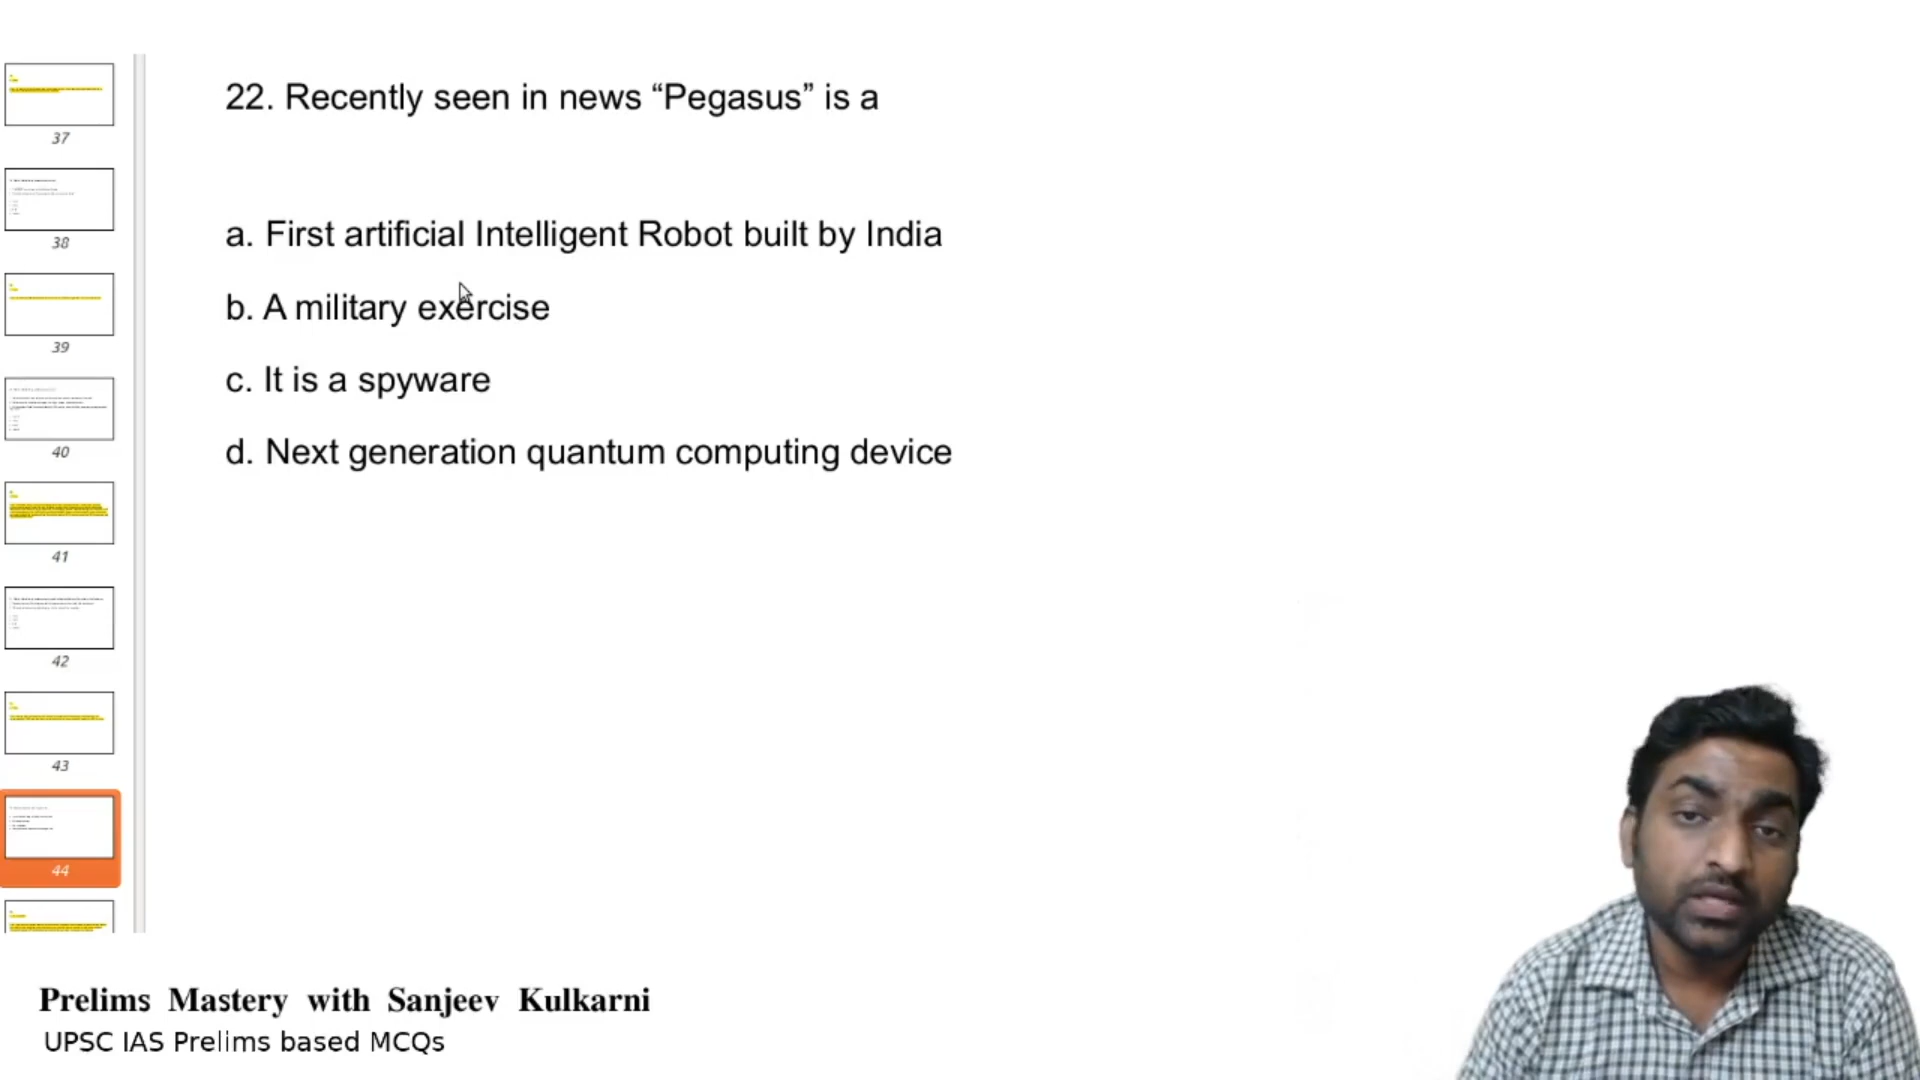 22. Recently seen in news “Pegasus” is a
a. First artificial Intelligent Robot built by India
b. A military exercise
c. It is a spyware
d. Next generation quantum computing device
37
38
39
40
41
42
43
44
Prelims Mastery with Sanjeev Kulkarni
UPSC IAS Prelims based MCQs